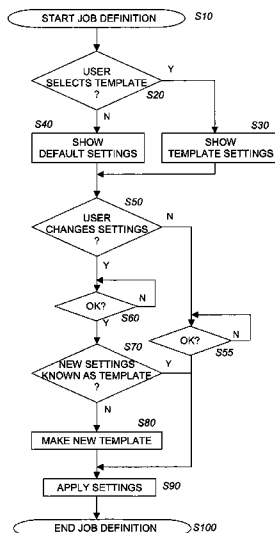 START JOB DEFINITION
S10
USER
SELECTS TEMPLATE
?
Y
S20
N
S40
SHOW
DEFAULT SETTINGS
S30
SHOW
TEMPLATE SETTINGS
S50
USER
CHANGES SETTINGS
?
N
Y
OK?
N
S60
Y
OK?
N
S55
S70
NEW SETTINGS
KNOWN AS TEMPLATE
?
Y
N
S80
MAKE NEW TEMPLATE
APPLY SETTINGS
S90
END JOB DEFINITION
S100